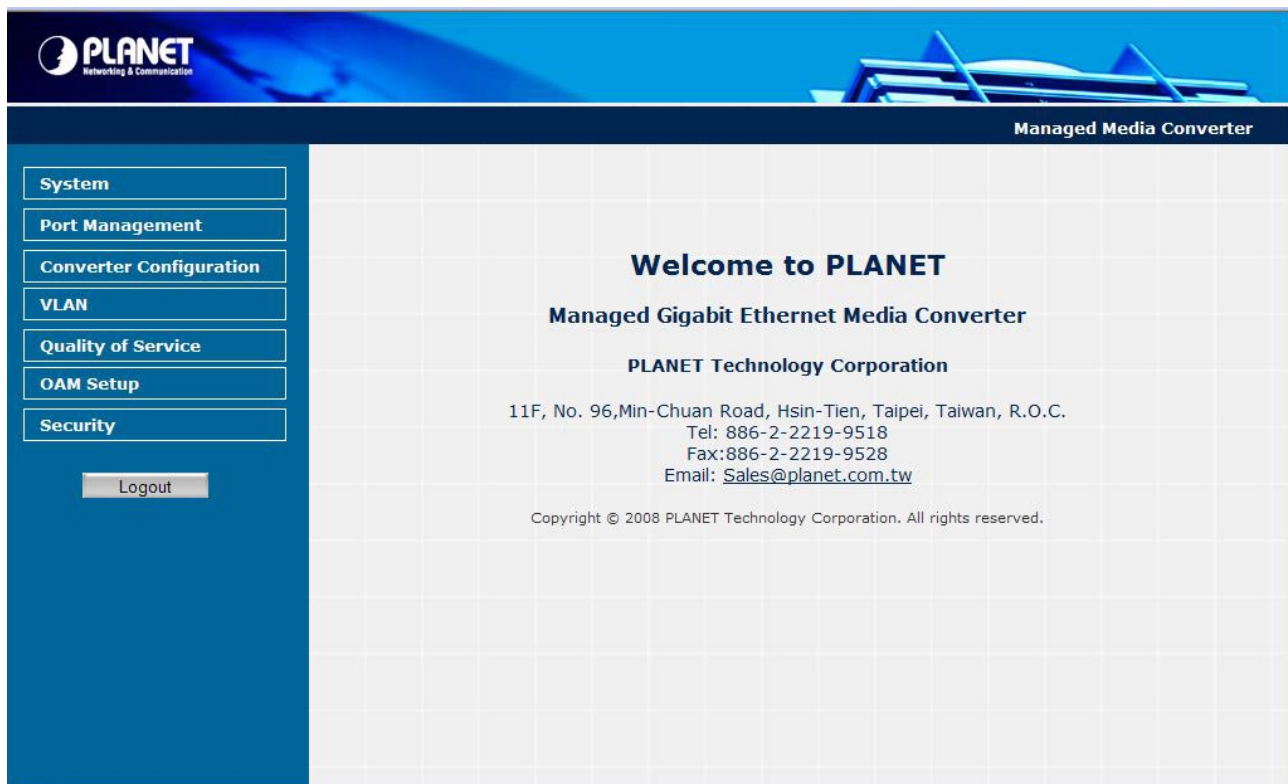 PLANET
Networking & Communication
Managed Media Converter
System
Port Management
Converter Configuration
VLAN
Quality of Service
OAM Setup
Security
Logout
Welcome to PLANET
Managed Gigabit Ethernet Media Converter
PLANET Technology Corporation
11F, No. 96,Min-Chuan Road, Hsin-Tien, Taipei, Taiwan, R.O.C.
Tel: 886-2-2219-9518
Fax:886-2-2219-9528
Email: Sales@planet.com.tw
Copyright © 2008 PLANET Technology Corporation. All rights reserved.